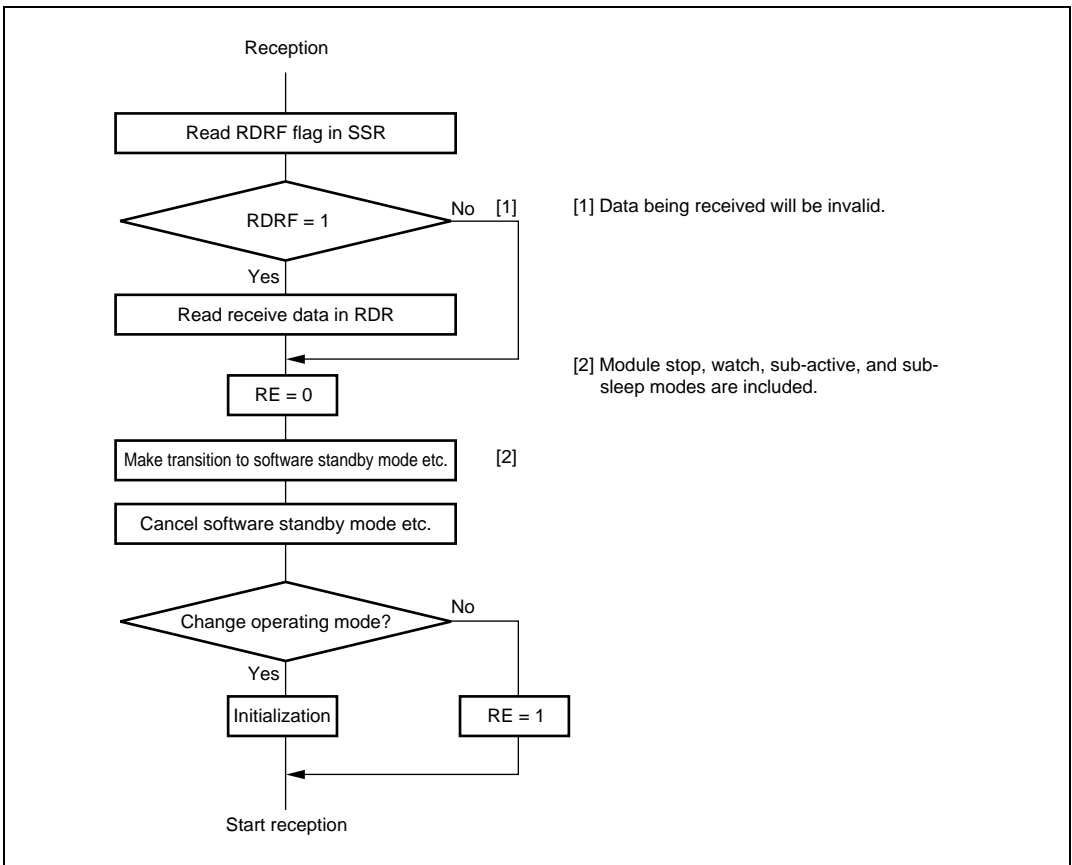 Reception
Read RDRF flag in SSR
RDRF = 1
No [1]
[1] Data being received will be invalid.
Yes
Read receive data in RDR
[2] Module stop, watch, sub-active, and sub-
sleep modes are included.
RE = 0
Make transition to software standby mode etc.
[2]
Cancel software standby mode etc.
Change operating mode?
No
Yes
Initialization
RE = 1
Start reception